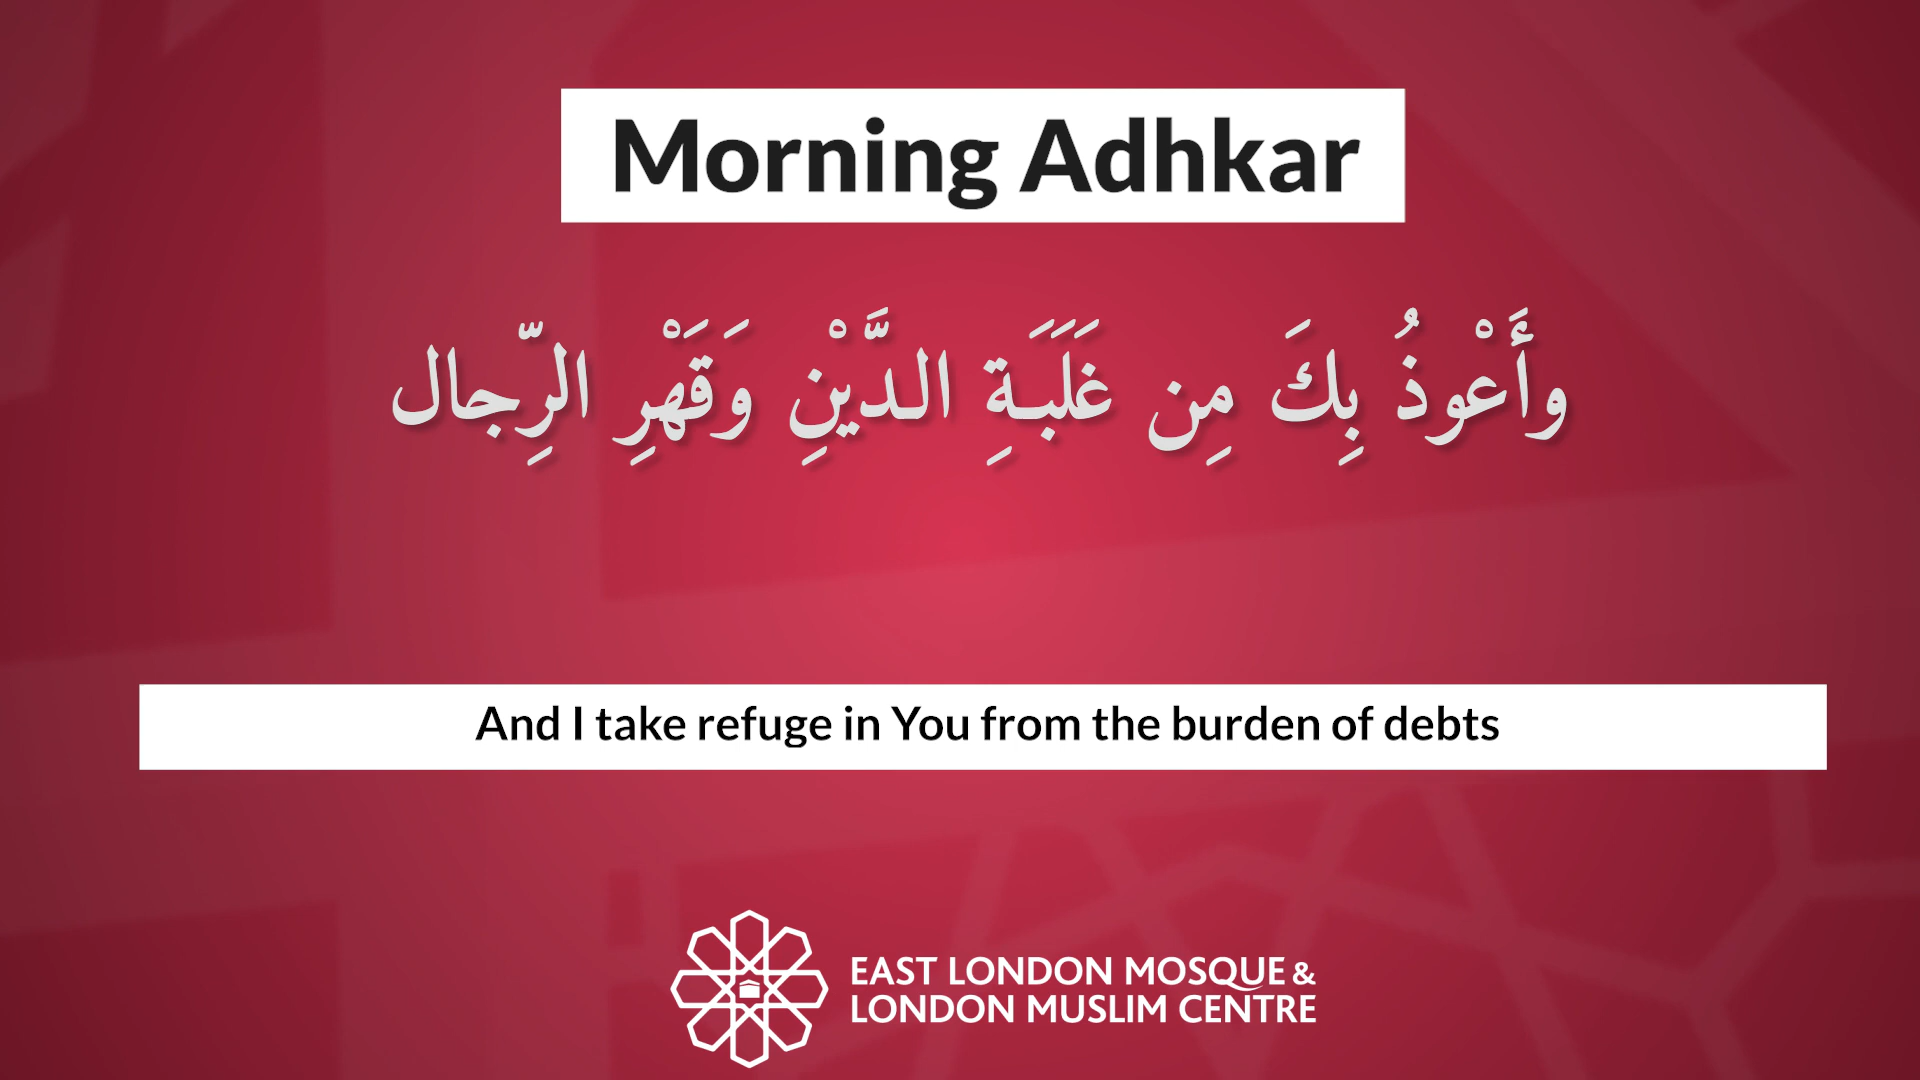 Morning Adhkar
وأَعْوذُ بِكَ مِن غَلَبَةِ الدَّيْنِ وَقَهْرِ الرِّجال
And I take refuge in You from the burden of debts
EAST LONDON MOSQUE &
LONDON MUSLIM CENTRE